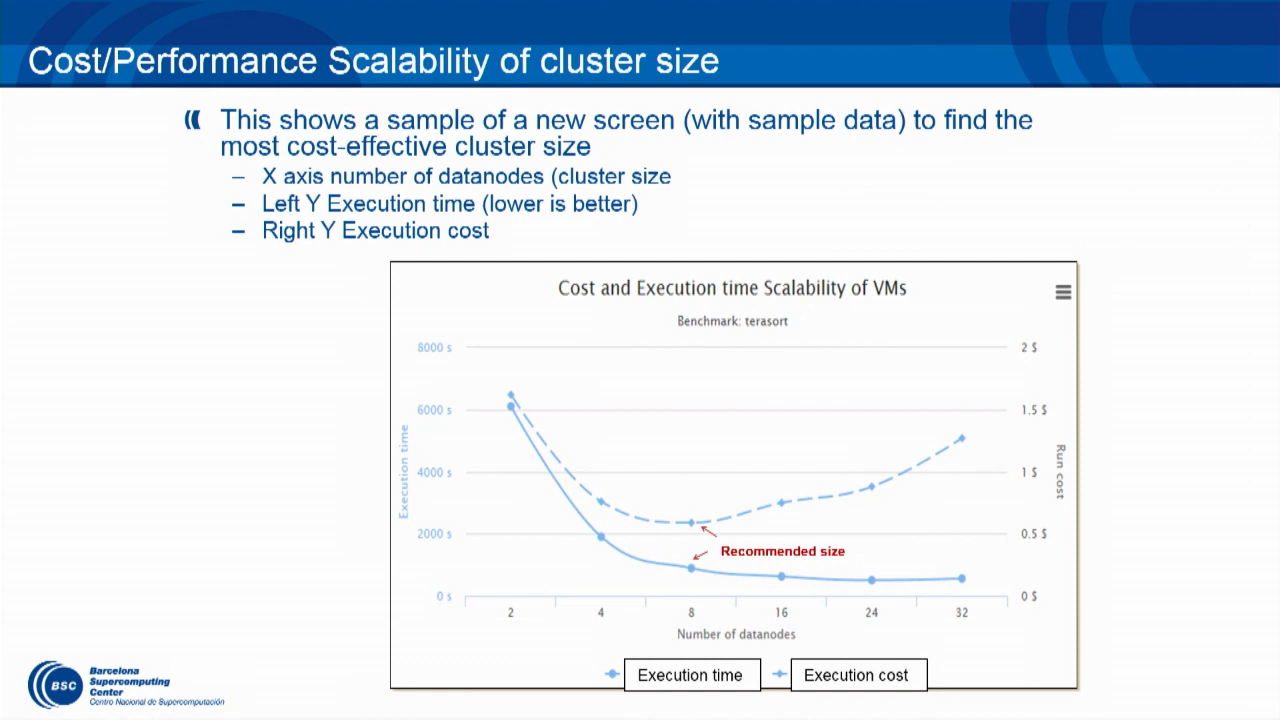 Cost/Performance Scalability of cluster size
This shows a sample of a new screen (with sample data) to find the
most cost-effective cluster size
– X axis number of datanodes (cluster size
– Left Y Execution time (lower is better)
– Right Y Execution cost
Cost and Execution time Scalability of VMs
Benchmark: terasort
8000 s
6000 s
4000 s
2000 s
0 s
Execution time
2 $
1.5 $
1 $
0.5 $
0 $
Run cost
Recommended size
2 4 8 16 24 32
Number of datanodes
Execution time Execution cost
BSC
Barcelona
Supercomputing
Center
Centro Nacional de Supercomputación